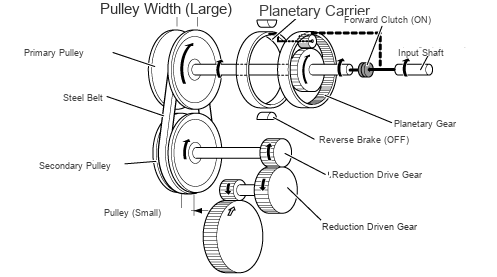 Pulley Width (Large)
Planetary Carrier
Forward Clutch (ON)
Primary Pulley
Input Shaft
Steel Belt
Planetary Gear
Reverse Brake (OFF)
Secondary Pulley
Reduction Drive Gear
Pulley (Small)
Reduction Driven Gear